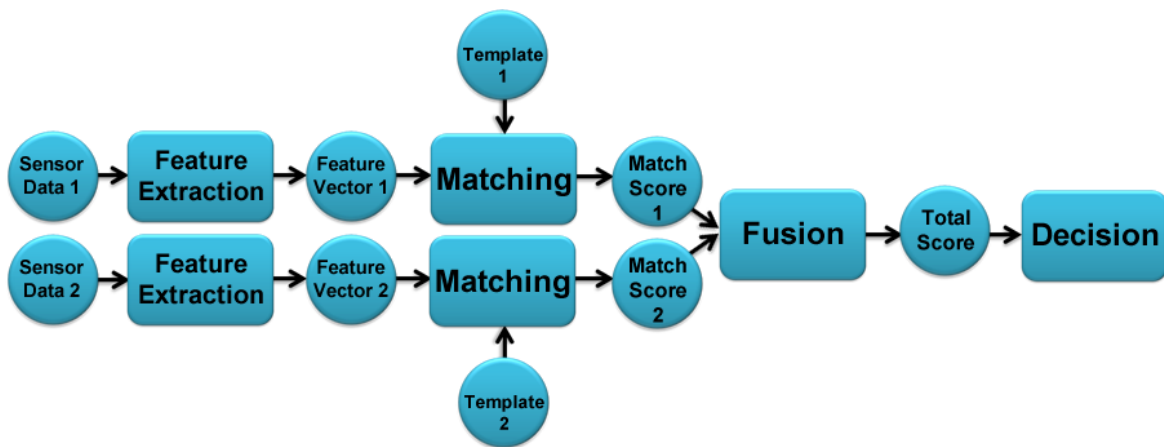 Template
1
Sensor
Data 1
Feature
Extraction
Feature
Vector 1
Matching
Match
Score
1
Sensor
Data 2
Feature
Extraction
Feature
Vector 2
Matching
Match
Score
2
Template
2
Fusion
Total
Score
Decision